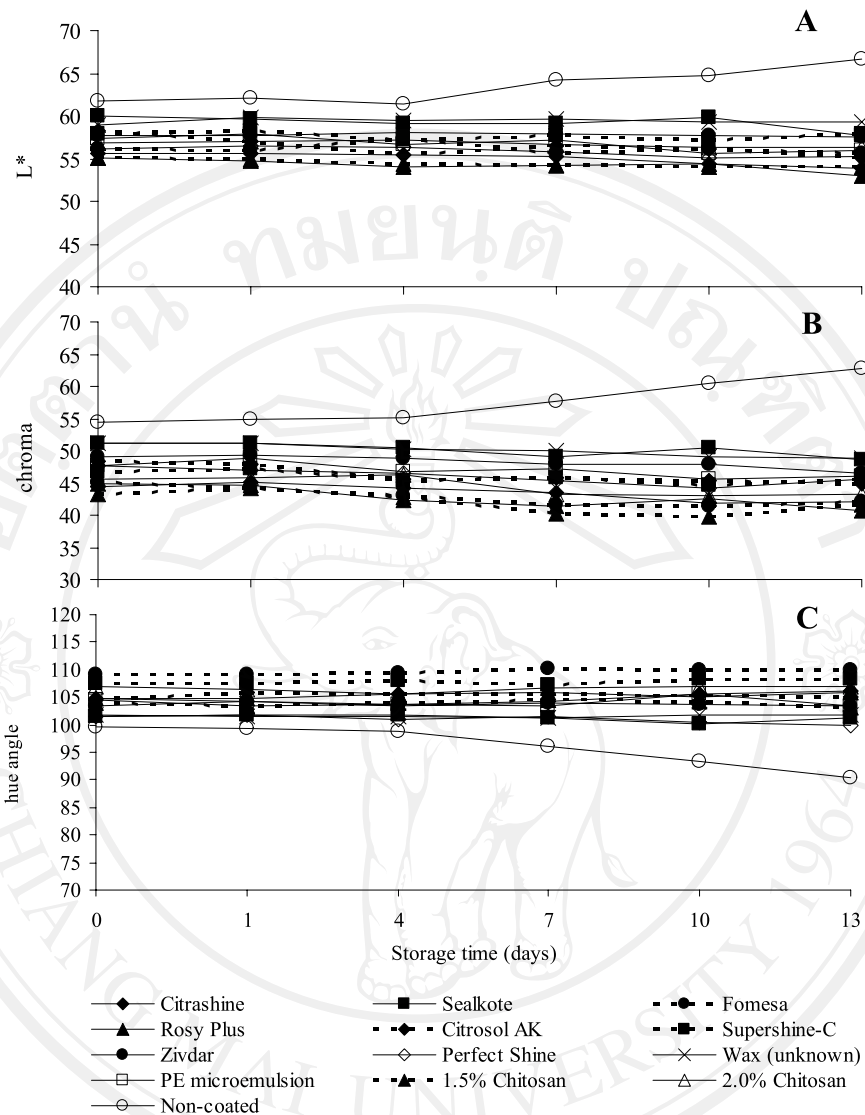 A
70
65
60
55
50
45
40
L*
B
70
65
60
55
50
45
40
35
30
chroma
C
120
115
110
105
100
95
90
85
80
75
70
hue angle
0 1 4 7 10 13
Storage time (days)
Citrashine Sealkote Fomesa
Rosy Plus Citrosol AK Supershine-C
Zivdar Perfect Shine Wax (unknown)
PE microemulsion 1.5% Chitosan 2.0% Chitosan
Non-coated
MAI UNIVERSITY 1964